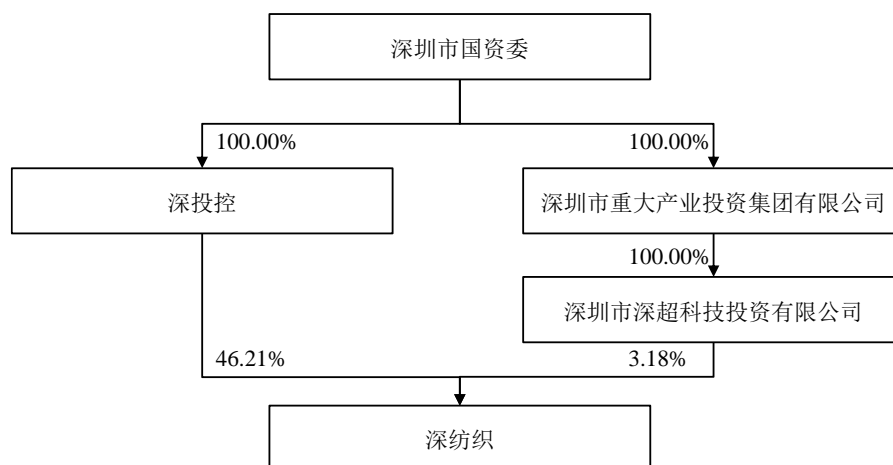 深圳市国资委
100.00%
100.00%
深投控
深圳市重大产业投资集团有限公司
100.00%
深圳市深超科技投资有限公司
46.21%
3.18%
深纺织